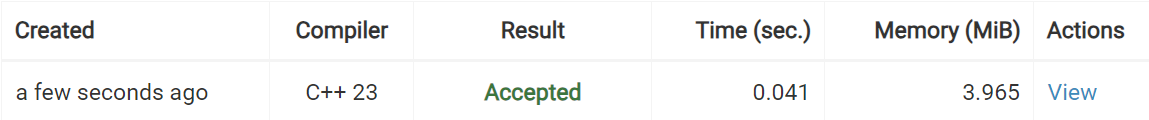 Created Compiler Result Time (sec.) Memory (MiB) Actions
a few seconds ago C++ 23 Accepted 0.041 3.965 View